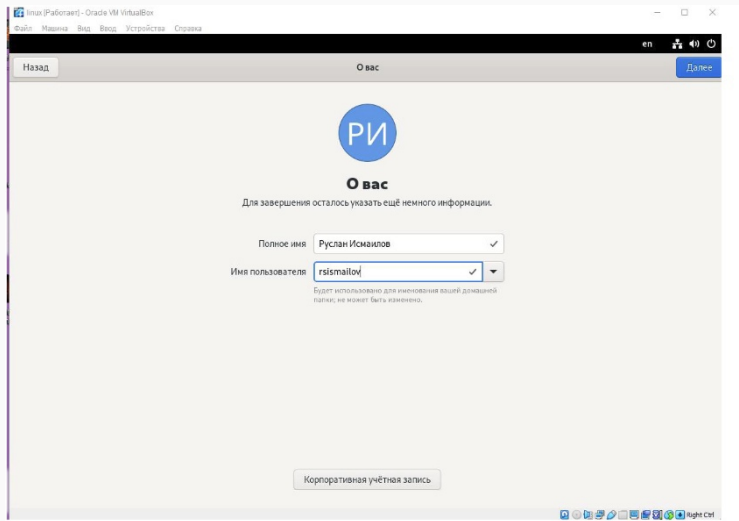 linux [Работает] - Oracle VM VirtualBox
Файл Машина Вид Ввод Устройства Справка
en
Назад
О вас
Далее
РИ
О вас
Для завершения осталось указать ещё немного информации.
Полное имя Руслан Исмаилов
Имя пользователя rsismailov
Будет использовано для именования вашей домашней
папки; не может быть изменено.
Корпоративная учётная запись
Right Ctrl